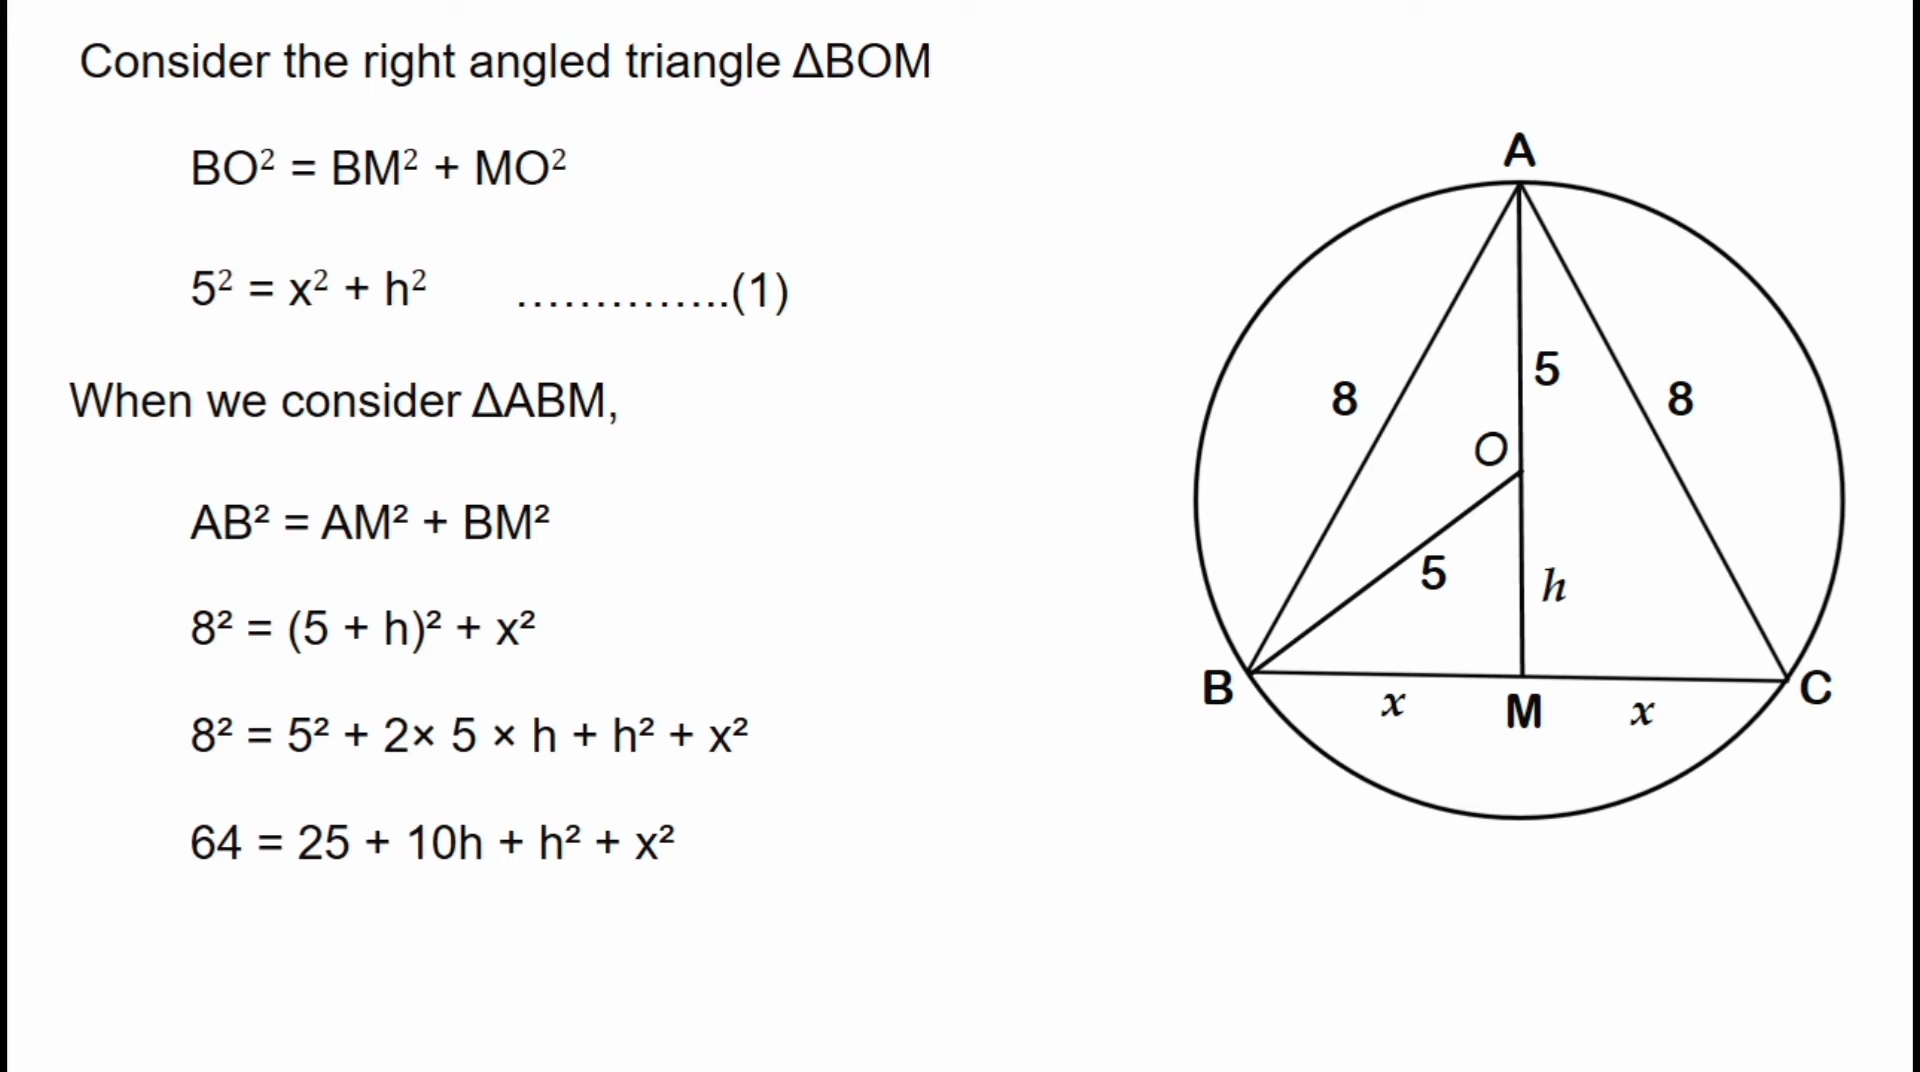 Consider the right angled triangle ΔBOM
BO² = BM² + MO²
5² = x² + h² …………..(1)
When we consider ΔABM,
AB² = AM² + BM²
8² = (5 + h)² + x²
8² = 5² + 2× 5 × h + h² + x²
64 = 25 + 10h + h² + x²
A
5
8
8
O
5
h
B
C
x
M
x